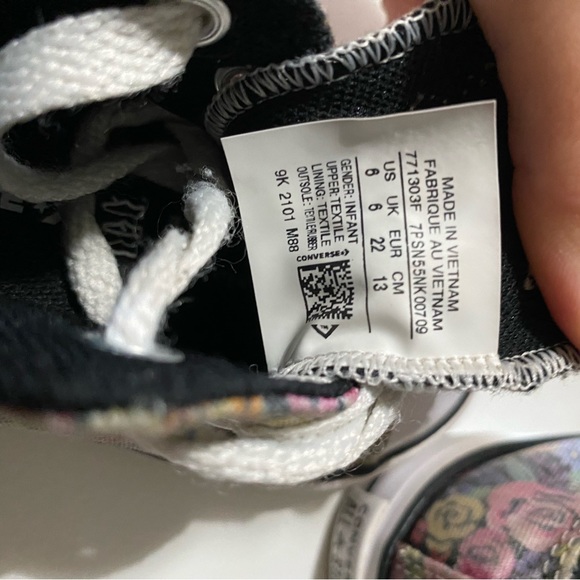 MADE IN VIETNAM
FABRIQUE AU VIETNAM
771303F 7PSN55NK00709
US UK EUR CM
6 6 22 13
GENDER: INFANT
UPPER: TEXTILE
LINING: TEXTILE
OUTSOLE: TEXTILE/RUBBER
CONVERSE
9K 2101 M88